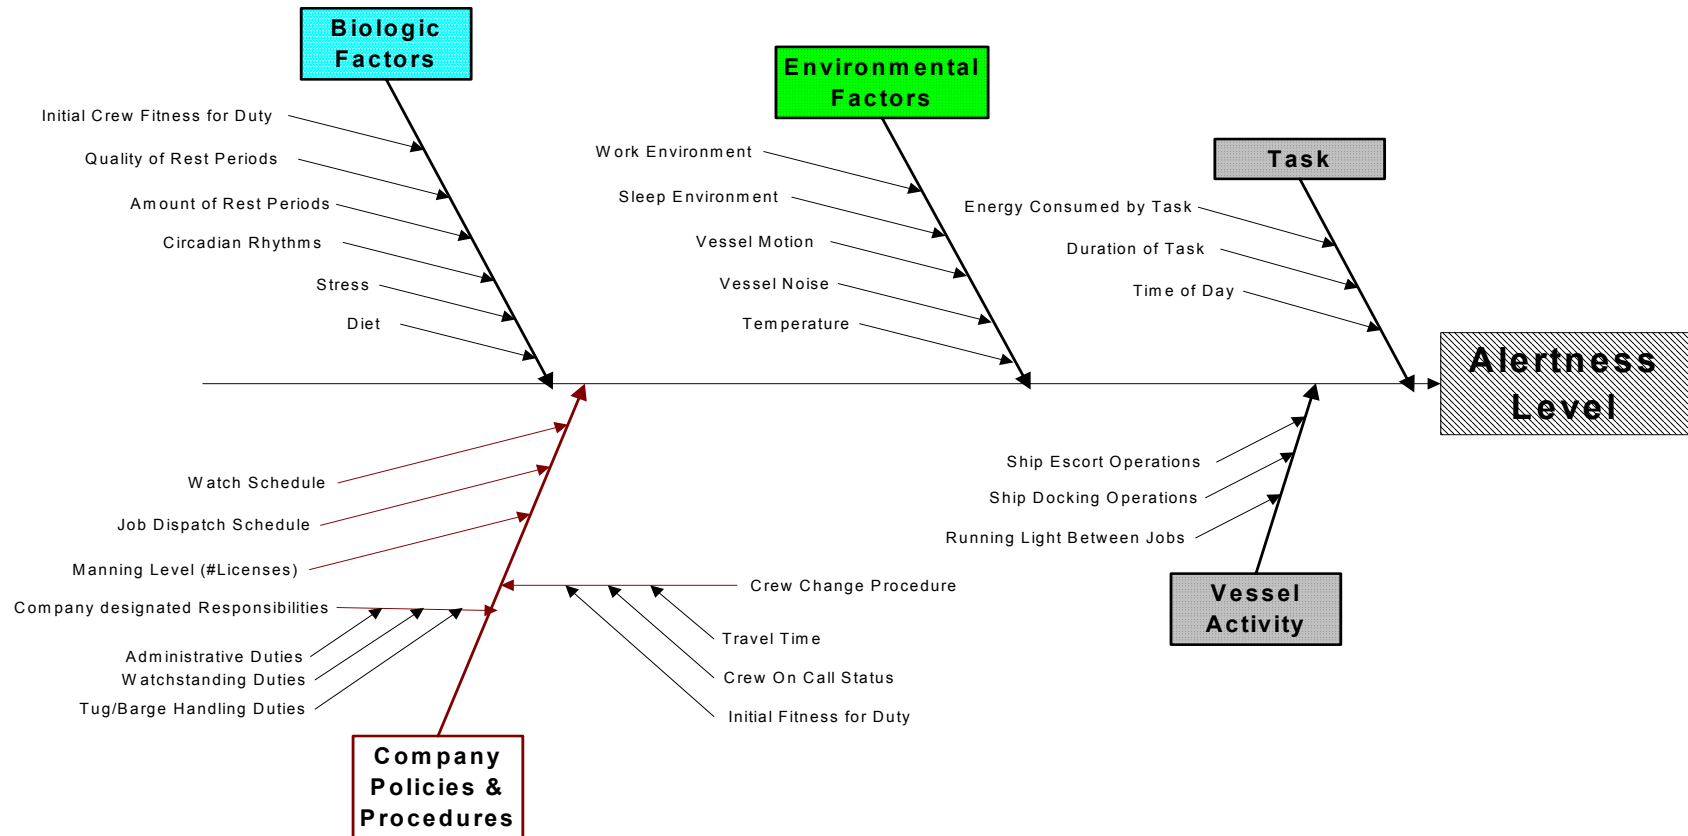 Biologic
Factors
Initial Crew Fitness for Duty
Quality of Rest Periods
Amount of Rest Periods
Circadian Rhythms
Stress
Diet
Environmental
Factors
Work Environment
Sleep Environment
Vessel Motion
Vessel Noise
Temperature
Task
Energy Consumed by Task
Duration of Task
Time of Day
Alertness
Level
Watch Schedule
Job Dispatch Schedule
Manning Level (#Licenses)
Company designated Responsibilities
Administrative Duties
Watchstanding Duties
Tug/Barge Handling Duties
Crew Change Procedure
Travel Time
Crew On Call Status
Initial Fitness for Duty
Company
Policies &
Procedures
Ship Escort Operations
Ship Docking Operations
Running Light Between Jobs
Vessel
Activity